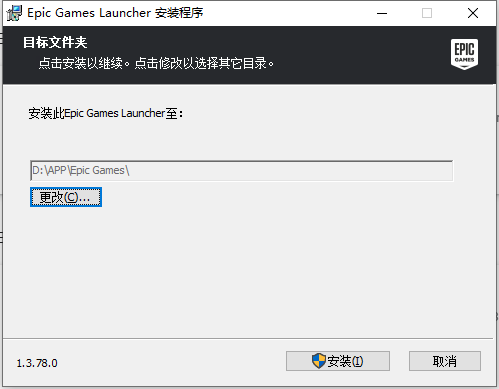 Epic Games Launcher 安装程序
目标文件夹
点击安装以继续。点击修改以选择其它目录。
EPIC
GAMES
安装此Epic Games Launcher至：
D:\APP\Epic Games\
更改(C)...
1.3.78.0
安装(I)
取消